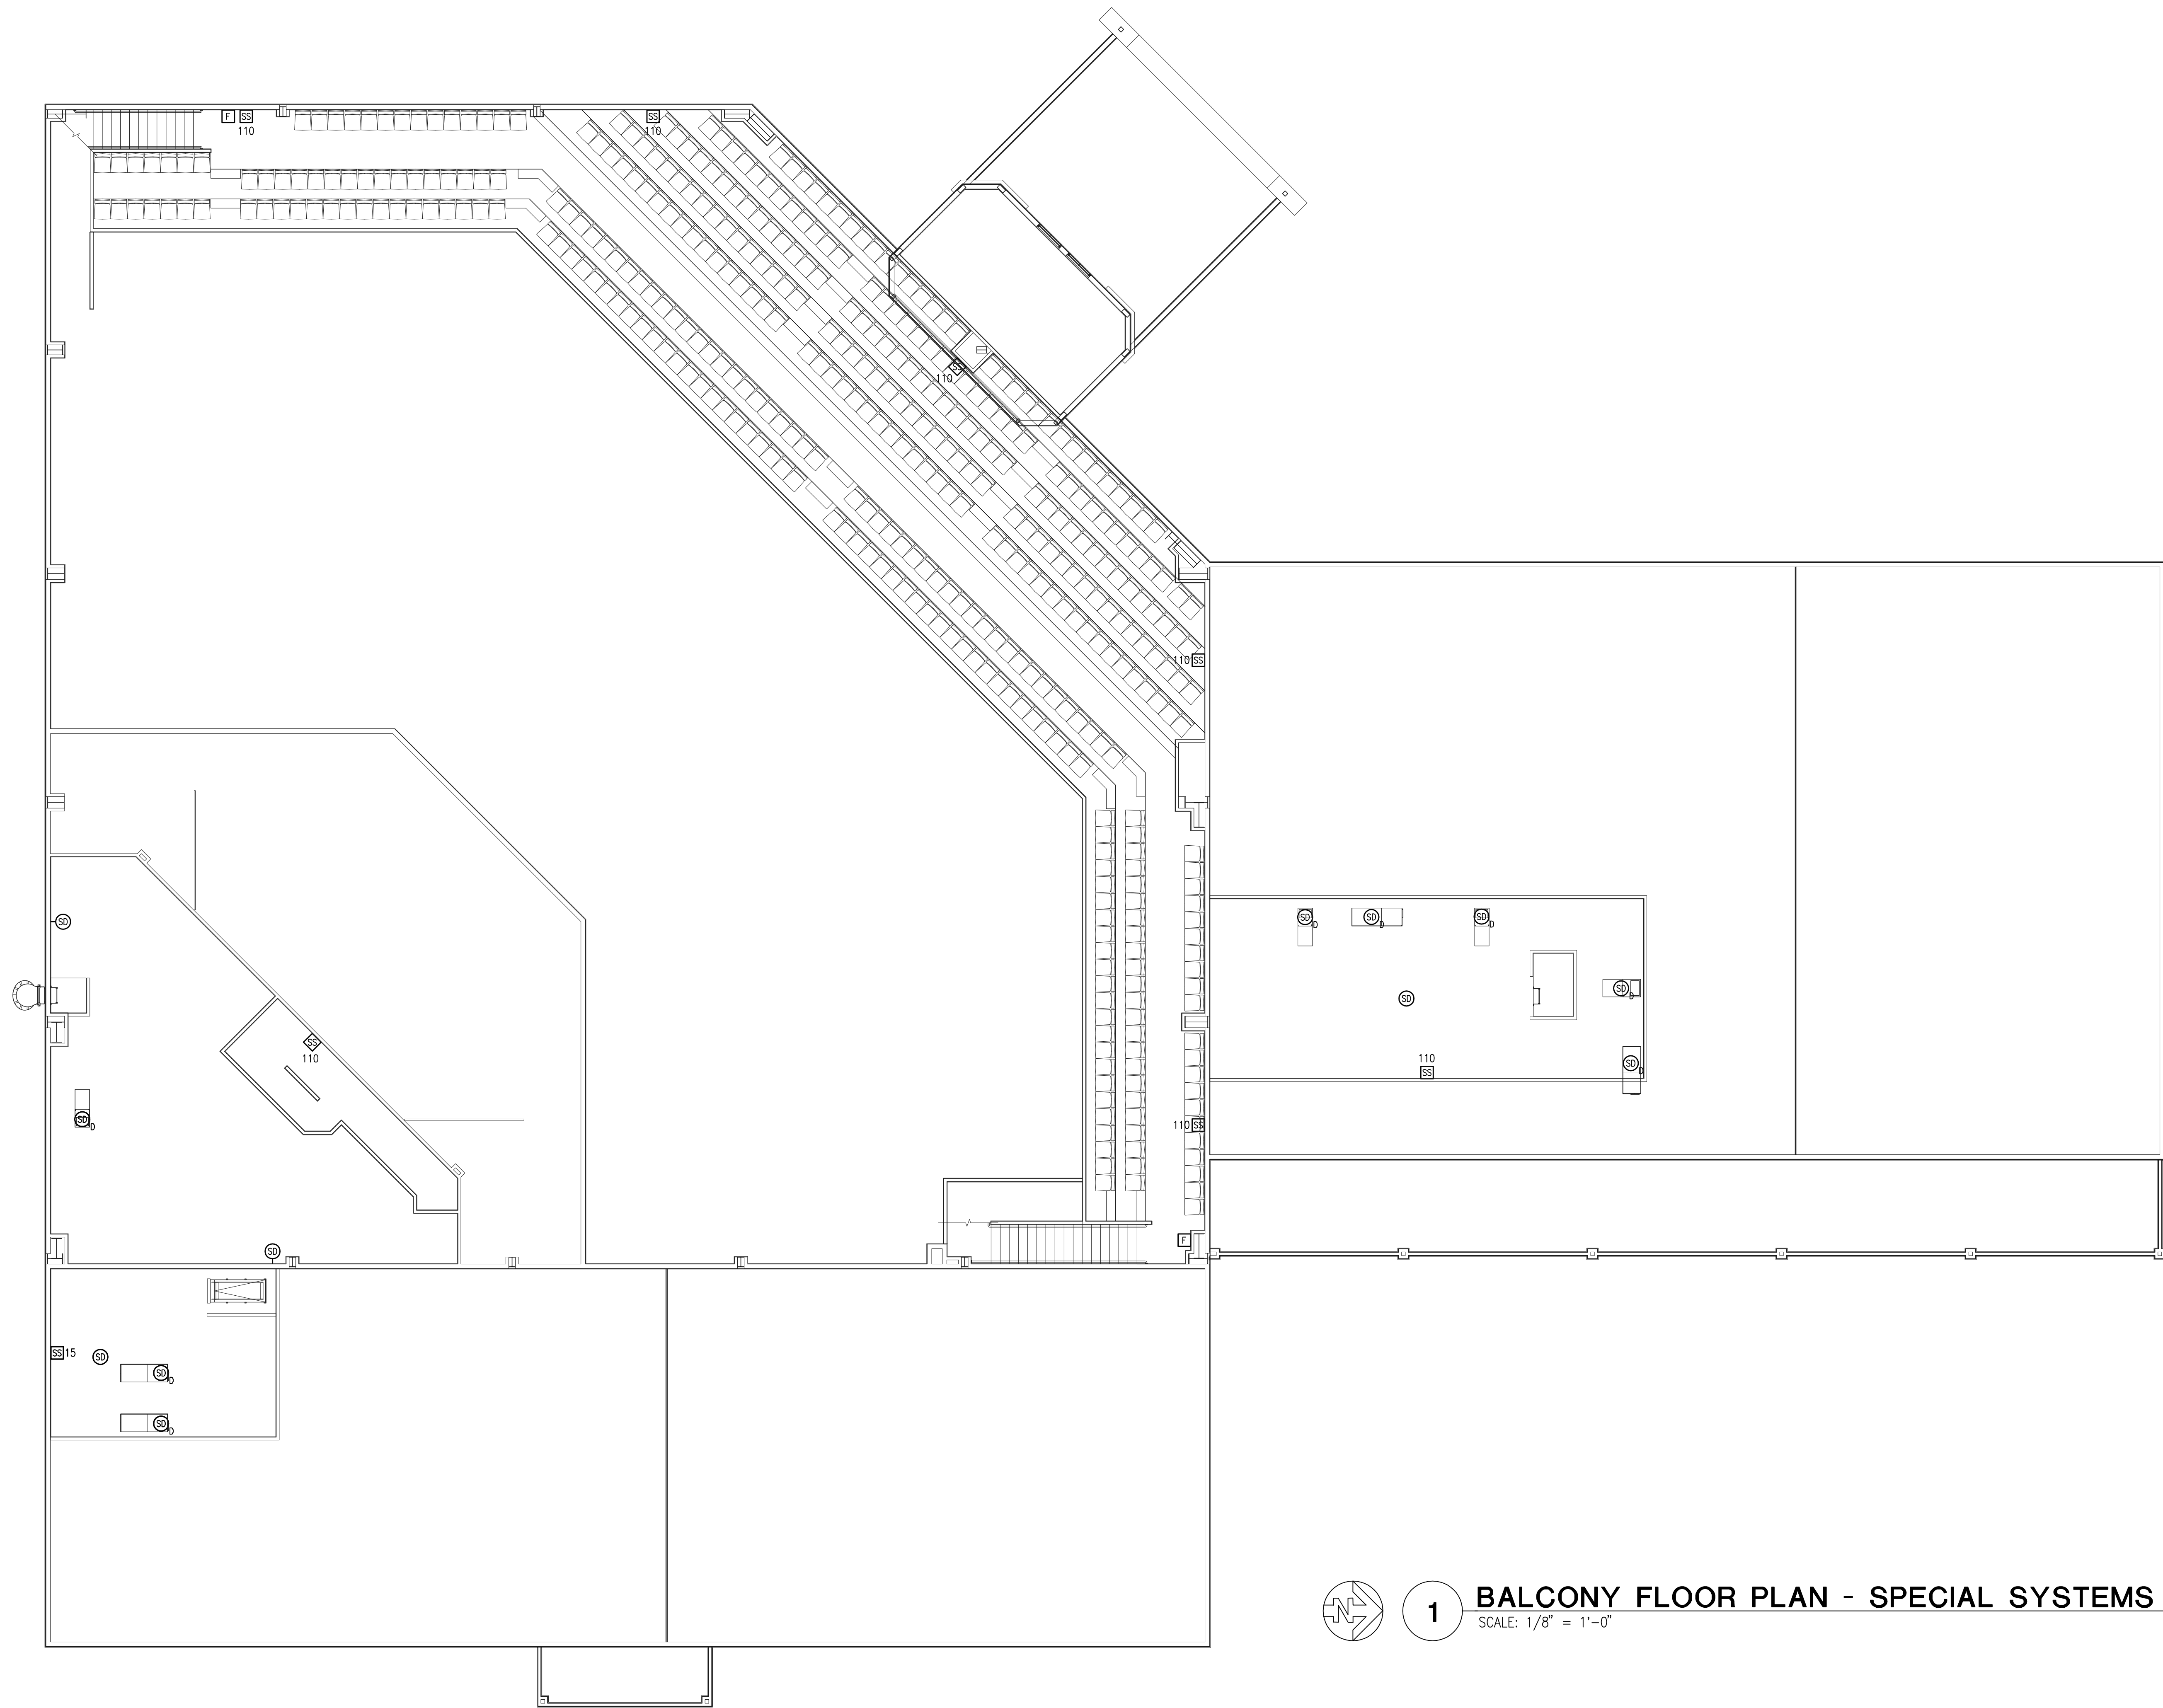 F SS SS
110 110
SS
110
110 SS
SD SD SD
D D D
SD
SD
D
SD
SS
110
110
SS
SD
D
SD
D
110 SS
F
SD
SS 15
SD
SD
D
SD
D
N
1
BALCONY FLOOR PLAN - SPECIAL SYSTEMS
SCALE: 1/8" = 1'-0"